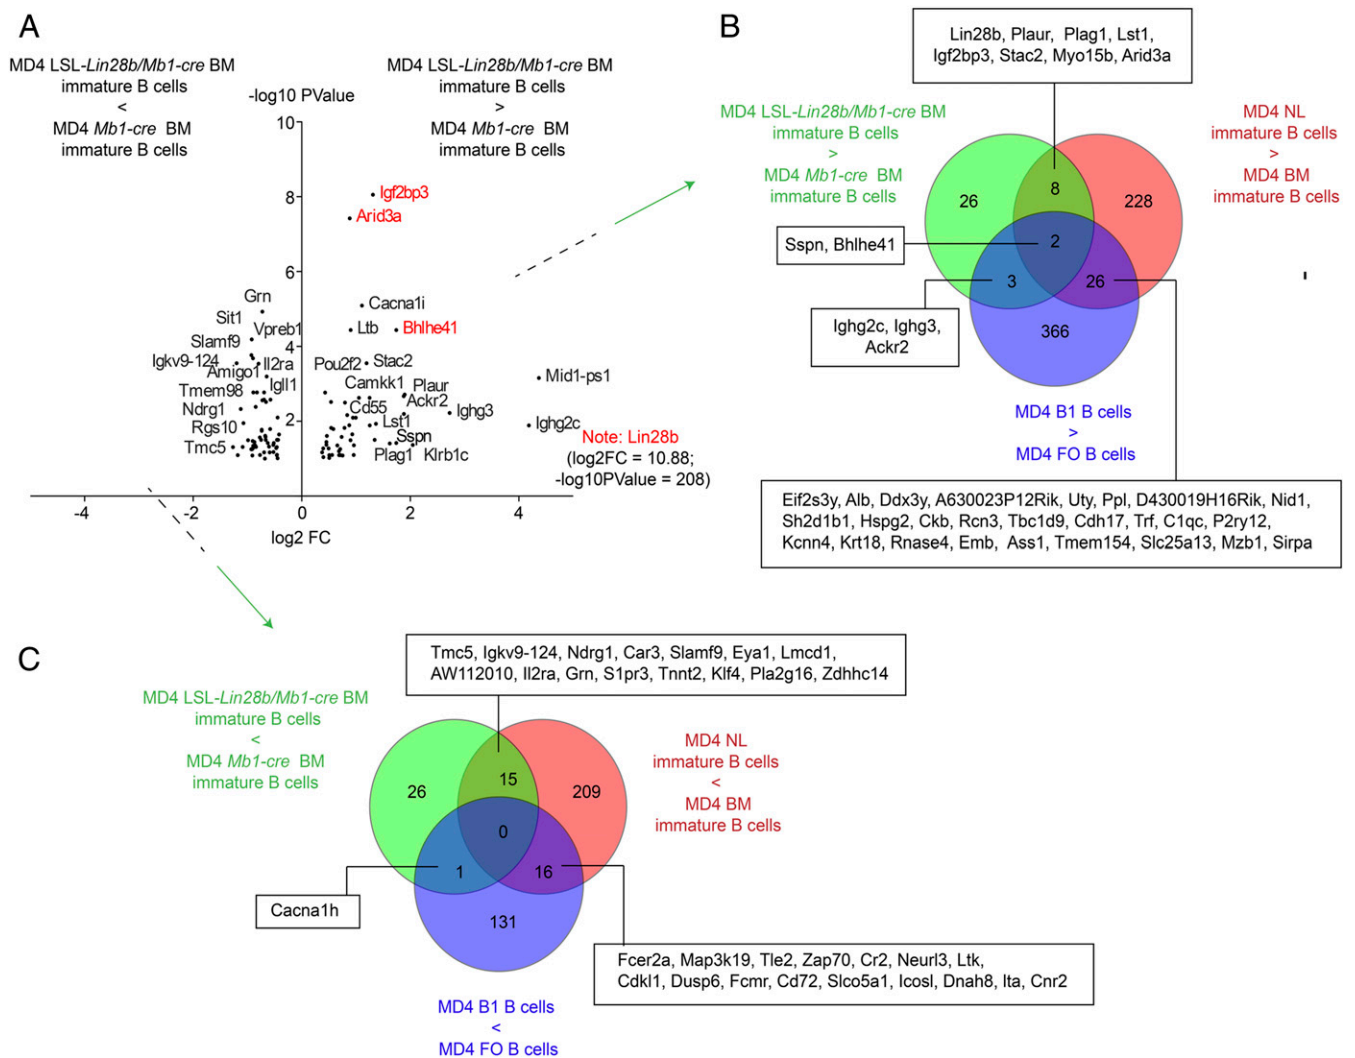 A
MD4 LSL-Lin28b/Mb1-cre BM
immature B cells
<
MD4 Mb1-cre BM
immature B cells
MD4 LSL-Lin28b/Mb1-cre BM
immature B cells
>
MD4 Mb1-cre BM
immature B cells
-log10 PValue
10
8
6
4
2
Igf2bp3
Arid3a
Grn
Sit1
Vpreb1
Slamf9
Igkv9-124
Il2ra
Amigo1
Igll1
Tmem98
Ndrg1
Rgs10
Tmc5
Cacna1i
Ltb
Bhlhe41
Pou2f2
Stac2
Camkk1
Plaur
Ackr2
Cd55
Lst1
Ighg3
Sspn
Plag1
Klrb1c
Mid1-ps1
Ighg2c
Note: Lin28b
(log2FC = 10.88;
-log10PValue = 208)
-4
-2
0
2
4
log2 FC
B
Lin28b, Plaur, Plag1, Lst1,
Igf2bp3, Stac2, Myo15b, Arid3a
MD4 LSL-Lin28b/Mb1-cre BM
immature B cells
>
MD4 Mb1-cre BM
immature B cells
MD4 NL
immature B cells
>
MD4 BM
immature B cells
26
8
228
2
3
26
366
Sspn, Bhlhe41
Ighg2c, Ighg3,
Ackr2
MD4 B1 B cells
>
MD4 FO B cells
Eif2s3y, Alb, Ddx3y, A630023P12Rik, Uty, Ppl, D430019H16Rik, Nid1,
Sh2d1b1, Hspg2, Ckb, Rcn3, Tbc1d9, Cdh17, Trf, C1qc, P2ry12,
Kcnn4, Krt18, Rnase4, Emb, Ass1, Tmem154, Slc25a13, Mzb1, Sirpa
C
Tmc5, Igkv9-124, Ndrg1, Car3, Slamf9, Eya1, Lmcd1,
AW112010, Il2ra, Grn, S1pr3, Tnnt2, Klf4, Pla2g16, Zdhhc14
MD4 LSL-Lin28b/Mb1-cre BM
immature B cells
<
MD4 Mb1-cre BM
immature B cells
MD4 NL
immature B cells
<
MD4 BM
immature B cells
26
15
209
0
1
16
131
Cacna1h
Fcer2a, Map3k19, Tle2, Zap70, Cr2, Neurl3, Ltk,
Cdkl1, Dusp6, Fcmr, Cd72, Slco5a1, Icosl, Dnah8, Ita, Cnr2
MD4 B1 B cells
<
MD4 FO B cells